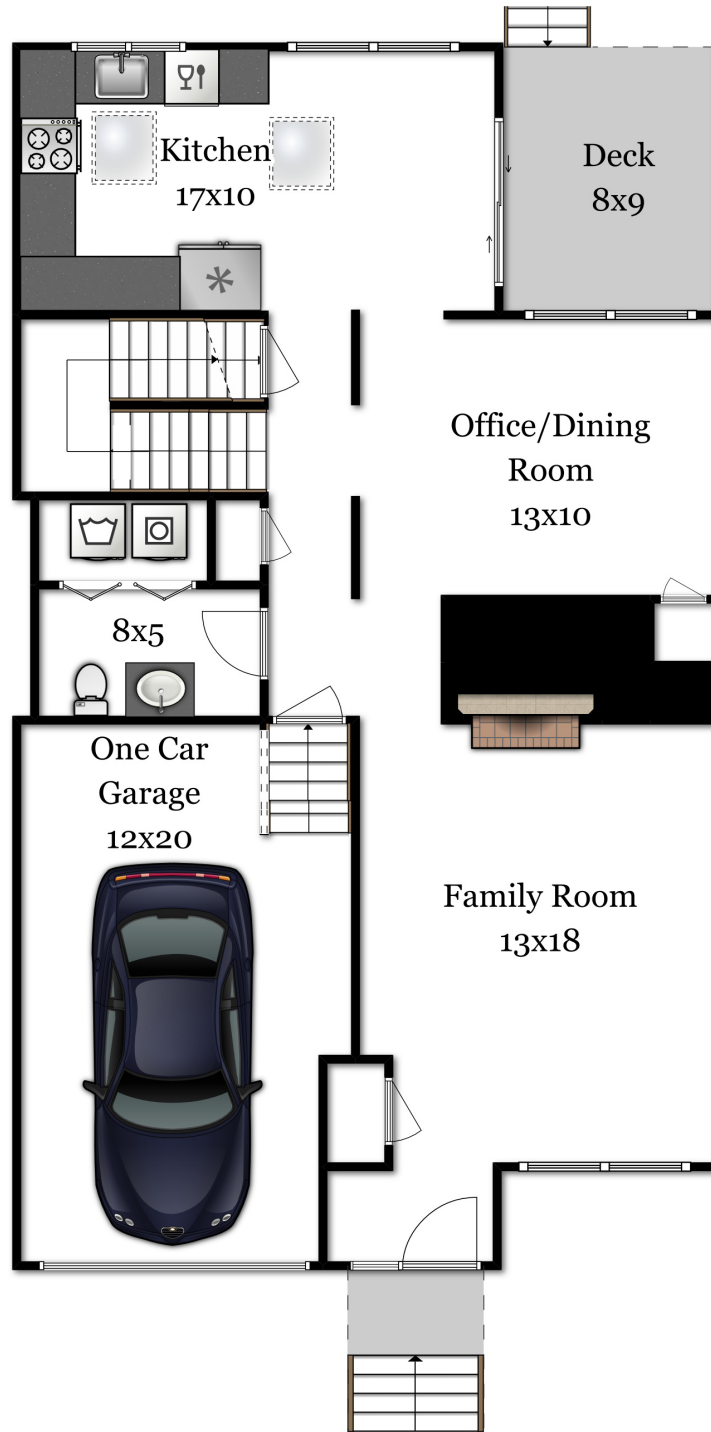 Kitchen
17x10
Deck
8x9
Office/Dining
Room
13x10
8x5
One Car
Garage
12x20
Family Room
13x18